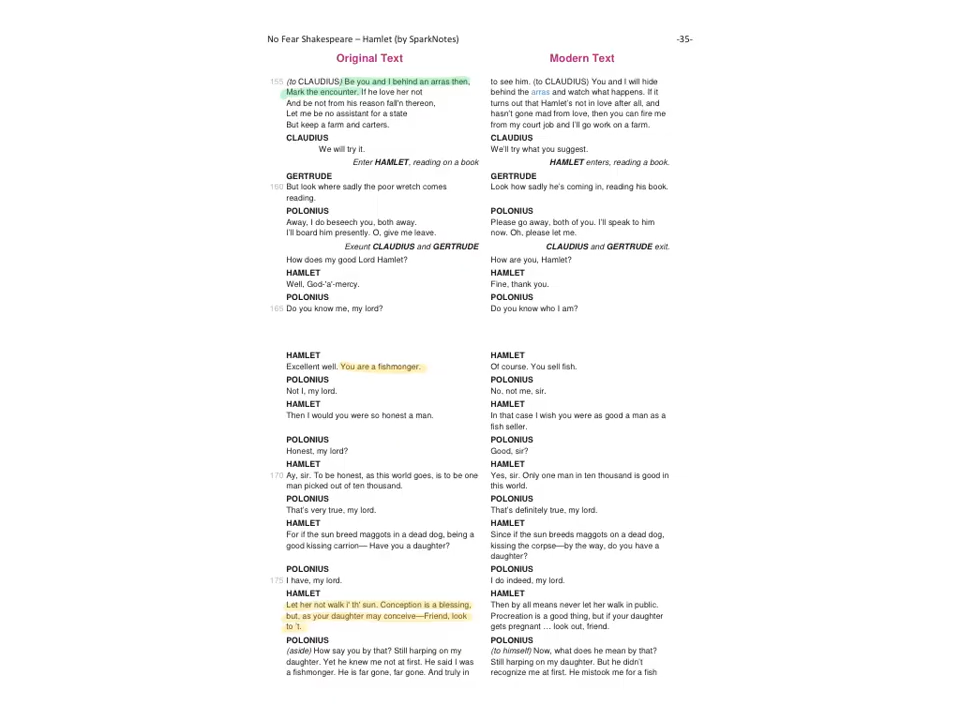 No Fear Shakespeare – Hamlet (by SparkNotes) -35-
Original Text
155 (to CLAUDIUS) Be you and I behind an arras then,
Mark the encounter. If he love her not
And be not from his reason fall'n thereon,
Let me be no assistant for a state
But keep a farm and carters.
CLAUDIUS
We will try it.
Enter HAMLET, reading on a book
GERTRUDE
160 But look where sadly the poor wretch comes
reading.
POLONIUS
Away, I do beseech you, both away.
I'll board him presently. O, give me leave.
Exeunt CLAUDIUS and GERTRUDE
How does my good Lord Hamlet?
HAMLET
Well, God-'a'-mercy.
POLONIUS
165 Do you know me, my lord?
HAMLET
Excellent well. You are a fishmonger.
POLONIUS
Not I, my lord.
HAMLET
Then I would you were so honest a man.
POLONIUS
Honest, my lord?
HAMLET
170 Ay, sir. To be honest, as this world goes, is to be one
man picked out of ten thousand.
POLONIUS
That's very true, my lord.
HAMLET
For if the sun breed maggots in a dead dog, being a
good kissing carrion— Have you a daughter?
POLONIUS
175 I have, my lord.
HAMLET
Let her not walk i' th' sun. Conception is a blessing,
but, as your daughter may conceive—Friend, look
to 't.
POLONIUS
(aside) How say you by that? Still harping on my
daughter. Yet he knew me not at first. He said I was
a fishmonger. He is far gone, far gone. And truly in
Modern Text
to see him. (to CLAUDIUS) You and I will hide
behind the arras and watch what happens. If it
turns out that Hamlet's not in love after all, and
hasn't gone mad from love, then you can fire me
from my court job and I'll go work on a farm.
CLAUDIUS
We'll try what you suggest.
HAMLET enters, reading a book.
GERTRUDE
Look how sadly he's coming in, reading his book.
POLONIUS
Please go away, both of you. I'll speak to him
now. Oh, please let me.
CLAUDIUS and GERTRUDE exit.
How are you, Hamlet?
HAMLET
Fine, thank you.
POLONIUS
Do you know who I am?
HAMLET
Of course. You sell fish.
POLONIUS
No, not me, sir.
HAMLET
In that case I wish you were as good a man as a
fish seller.
POLONIUS
Good, sir?
HAMLET
Yes, sir. Only one man in ten thousand is good in
this world.
POLONIUS
That's definitely true, my lord.
HAMLET
Since if the sun breeds maggots on a dead dog,
kissing the corpse—by the way, do you have a
daughter?
POLONIUS
I do indeed, my lord.
HAMLET
Then by all means never let her walk in public.
Procreation is a good thing, but if your daughter
gets pregnant … look out, friend.
POLONIUS
(to himself) Now, what does he mean by that?
Still harping on my daughter. But he didn't
recognize me at first. He mistook me for a fish